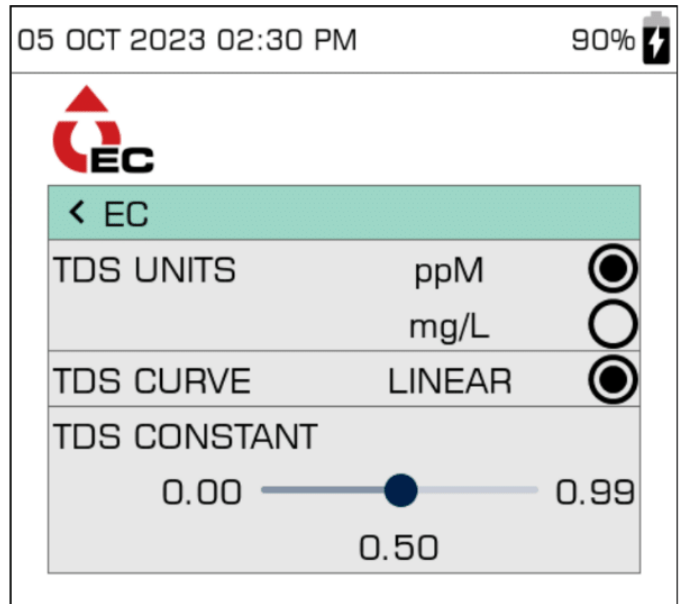 05 OCT 2023 02:30 PM 90%
EC
< EC
TDS UNITS ppM
mg/L
TDS CURVE LINEAR
TDS CONSTANT
0.00 0.99
0.50